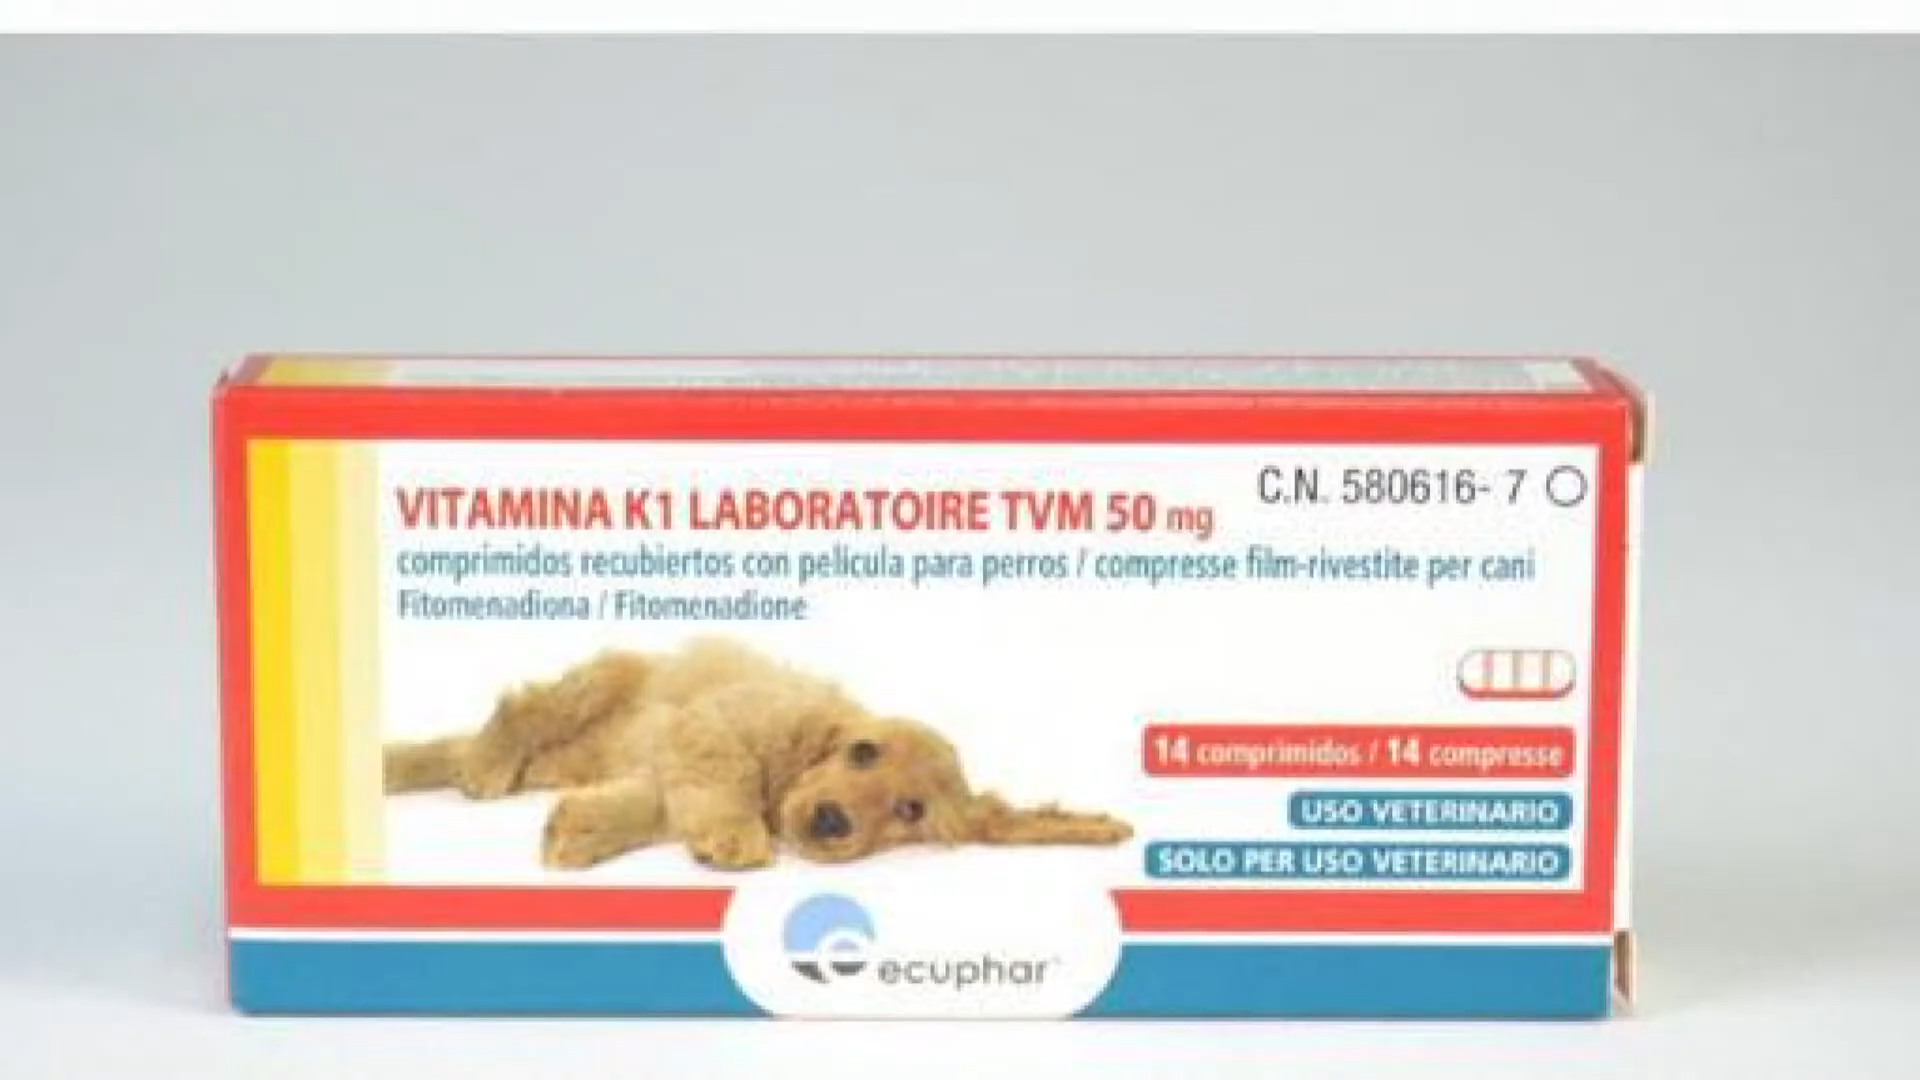 VITAMINA K1 LABORATOIRE TVM 50 mg
C.N. 580616- 7
comprimidos recubiertos con película para perros / compresse film-rivestite per cani
Fitomenadiona / Fitomenadione
14 comprimidos / 14 compresse
USO VETERINARIO
SOLO PER USO VETERINARIO
ecuphar